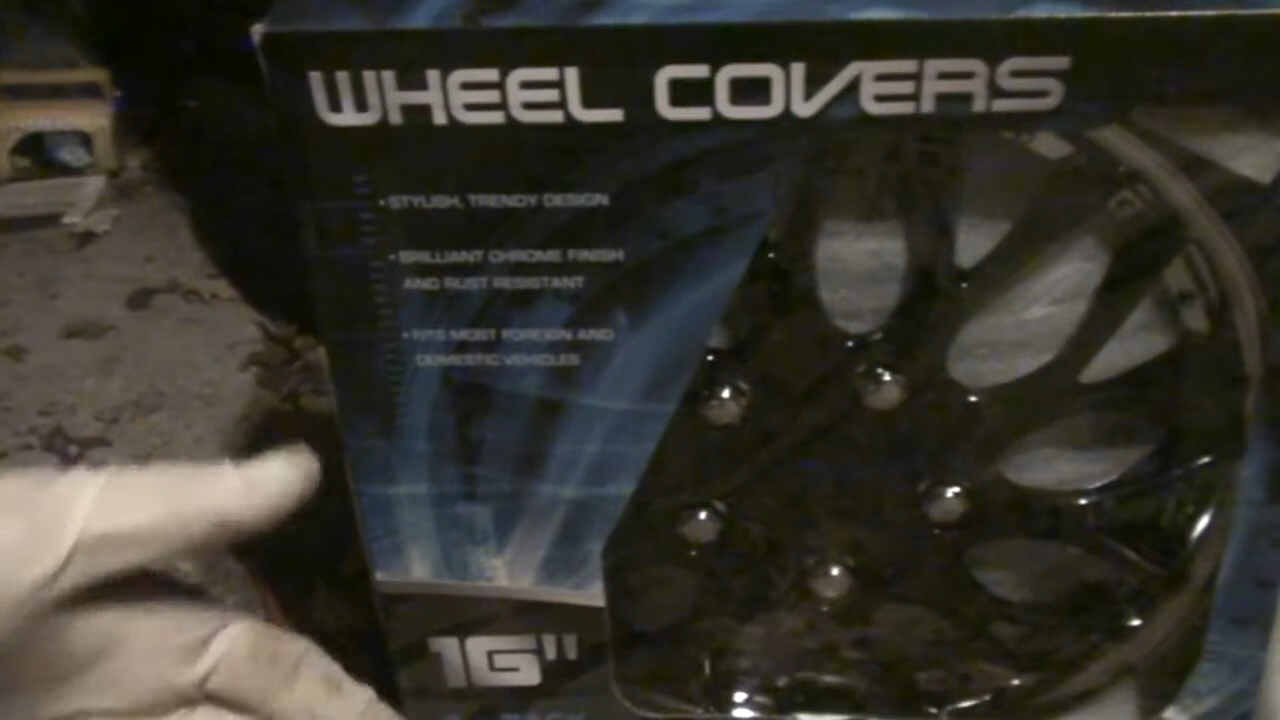 WHEEL COVERS
• STYLISH, TRENDY DESIGN
• BRILLIANT CHROME FINISH
AND RUST RESISTANT
• FITS MOST FOREIGN AND
DOMESTIC VEHICLES
16"